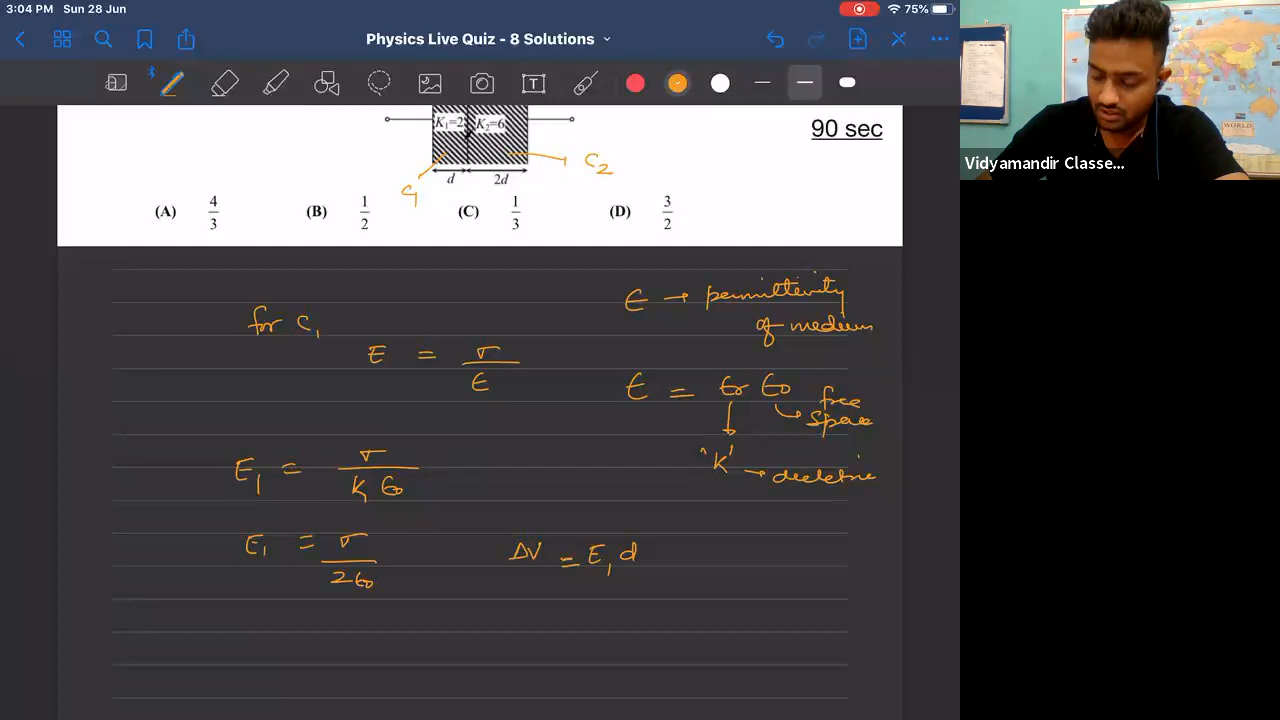 3:04 PM Sun 28 Jun
75%
Physics Live Quiz - 8 Solutions
T
K₁=2 K₂=6
90 sec
d 2d
C₁
C₂
(A) 4/3 (B) 1/2 (C) 1/3 (D) 3/2
for C₁
E = σ/ϵ
ϵ → permittivity
of medium
ϵ = ϵr ϵ₀
free
space
'K' → dielectric
E₁ = σ/K₁ϵ₀
E₁ = σ/2ϵ₀
ΔV = E₁d
WORLD
Vidyamandir Classe...